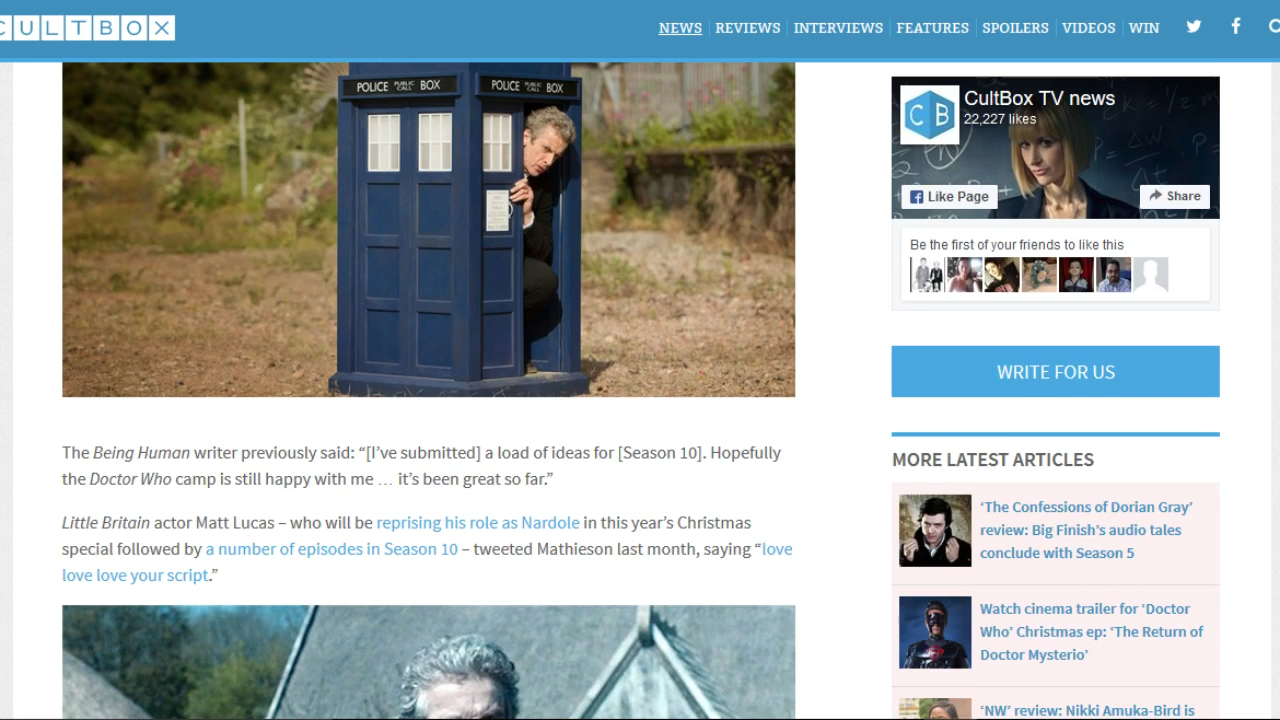 CULTBOX
NEWS REVIEWS INTERVIEWS FEATURES SPOILERS VIDEOS WIN
POLICE PUBLIC CALL BOX POLICE PUBLIC CALL BOX
The Being Human writer previously said: “[I’ve submitted] a load of ideas for [Season 10]. Hopefully
the Doctor Who camp is still happy with me … it’s been great so far.”
Little Britain actor Matt Lucas – who will be reprising his role as Nardole in this year’s Christmas
special followed by a number of episodes in Season 10 – tweeted Mathieson last month, saying “love
love love your script.”
CB
CultBox TV news
22,227 likes
Like Page
Share
Be the first of your friends to like this
WRITE FOR US
MORE LATEST ARTICLES
‘The Confessions of Dorian Gray’
review: Big Finish’s audio tales
conclude with Season 5
Watch cinema trailer for ‘Doctor
Who’ Christmas ep: ‘The Return of
Doctor Mysterio’
‘NW’ review: Nikki Amuka-Bird is